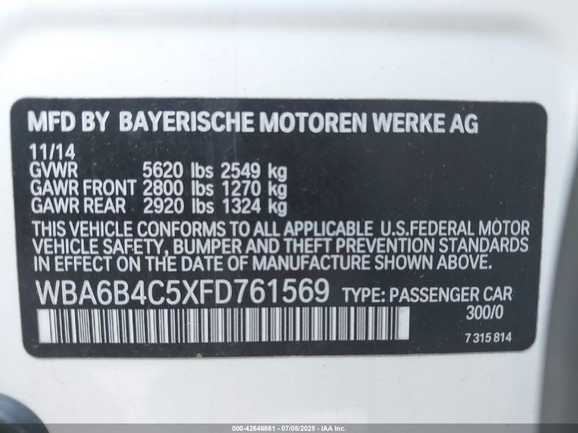 MFD BY BAYERISCHE MOTOREN WERKE AG
11/14
GVWR 5620 lbs 2549 kg
GAWR FRONT 2800 lbs 1270 kg
GAWR REAR 2920 lbs 1324 kg
THIS VEHICLE CONFORMS TO ALL APPLICABLE U.S.FEDERAL MOTOR
VEHICLE SAFETY, BUMPER AND THEFT PREVENTION STANDARDS
IN EFFECT ON THE DATE OF MANUFACTURE SHOWN ABOVE.
WBA6B4C5XFD761569 TYPE: PASSENGER CAR
300/0
7 315 814
000-42646661 | 07/08/2025 | IAA Inc.